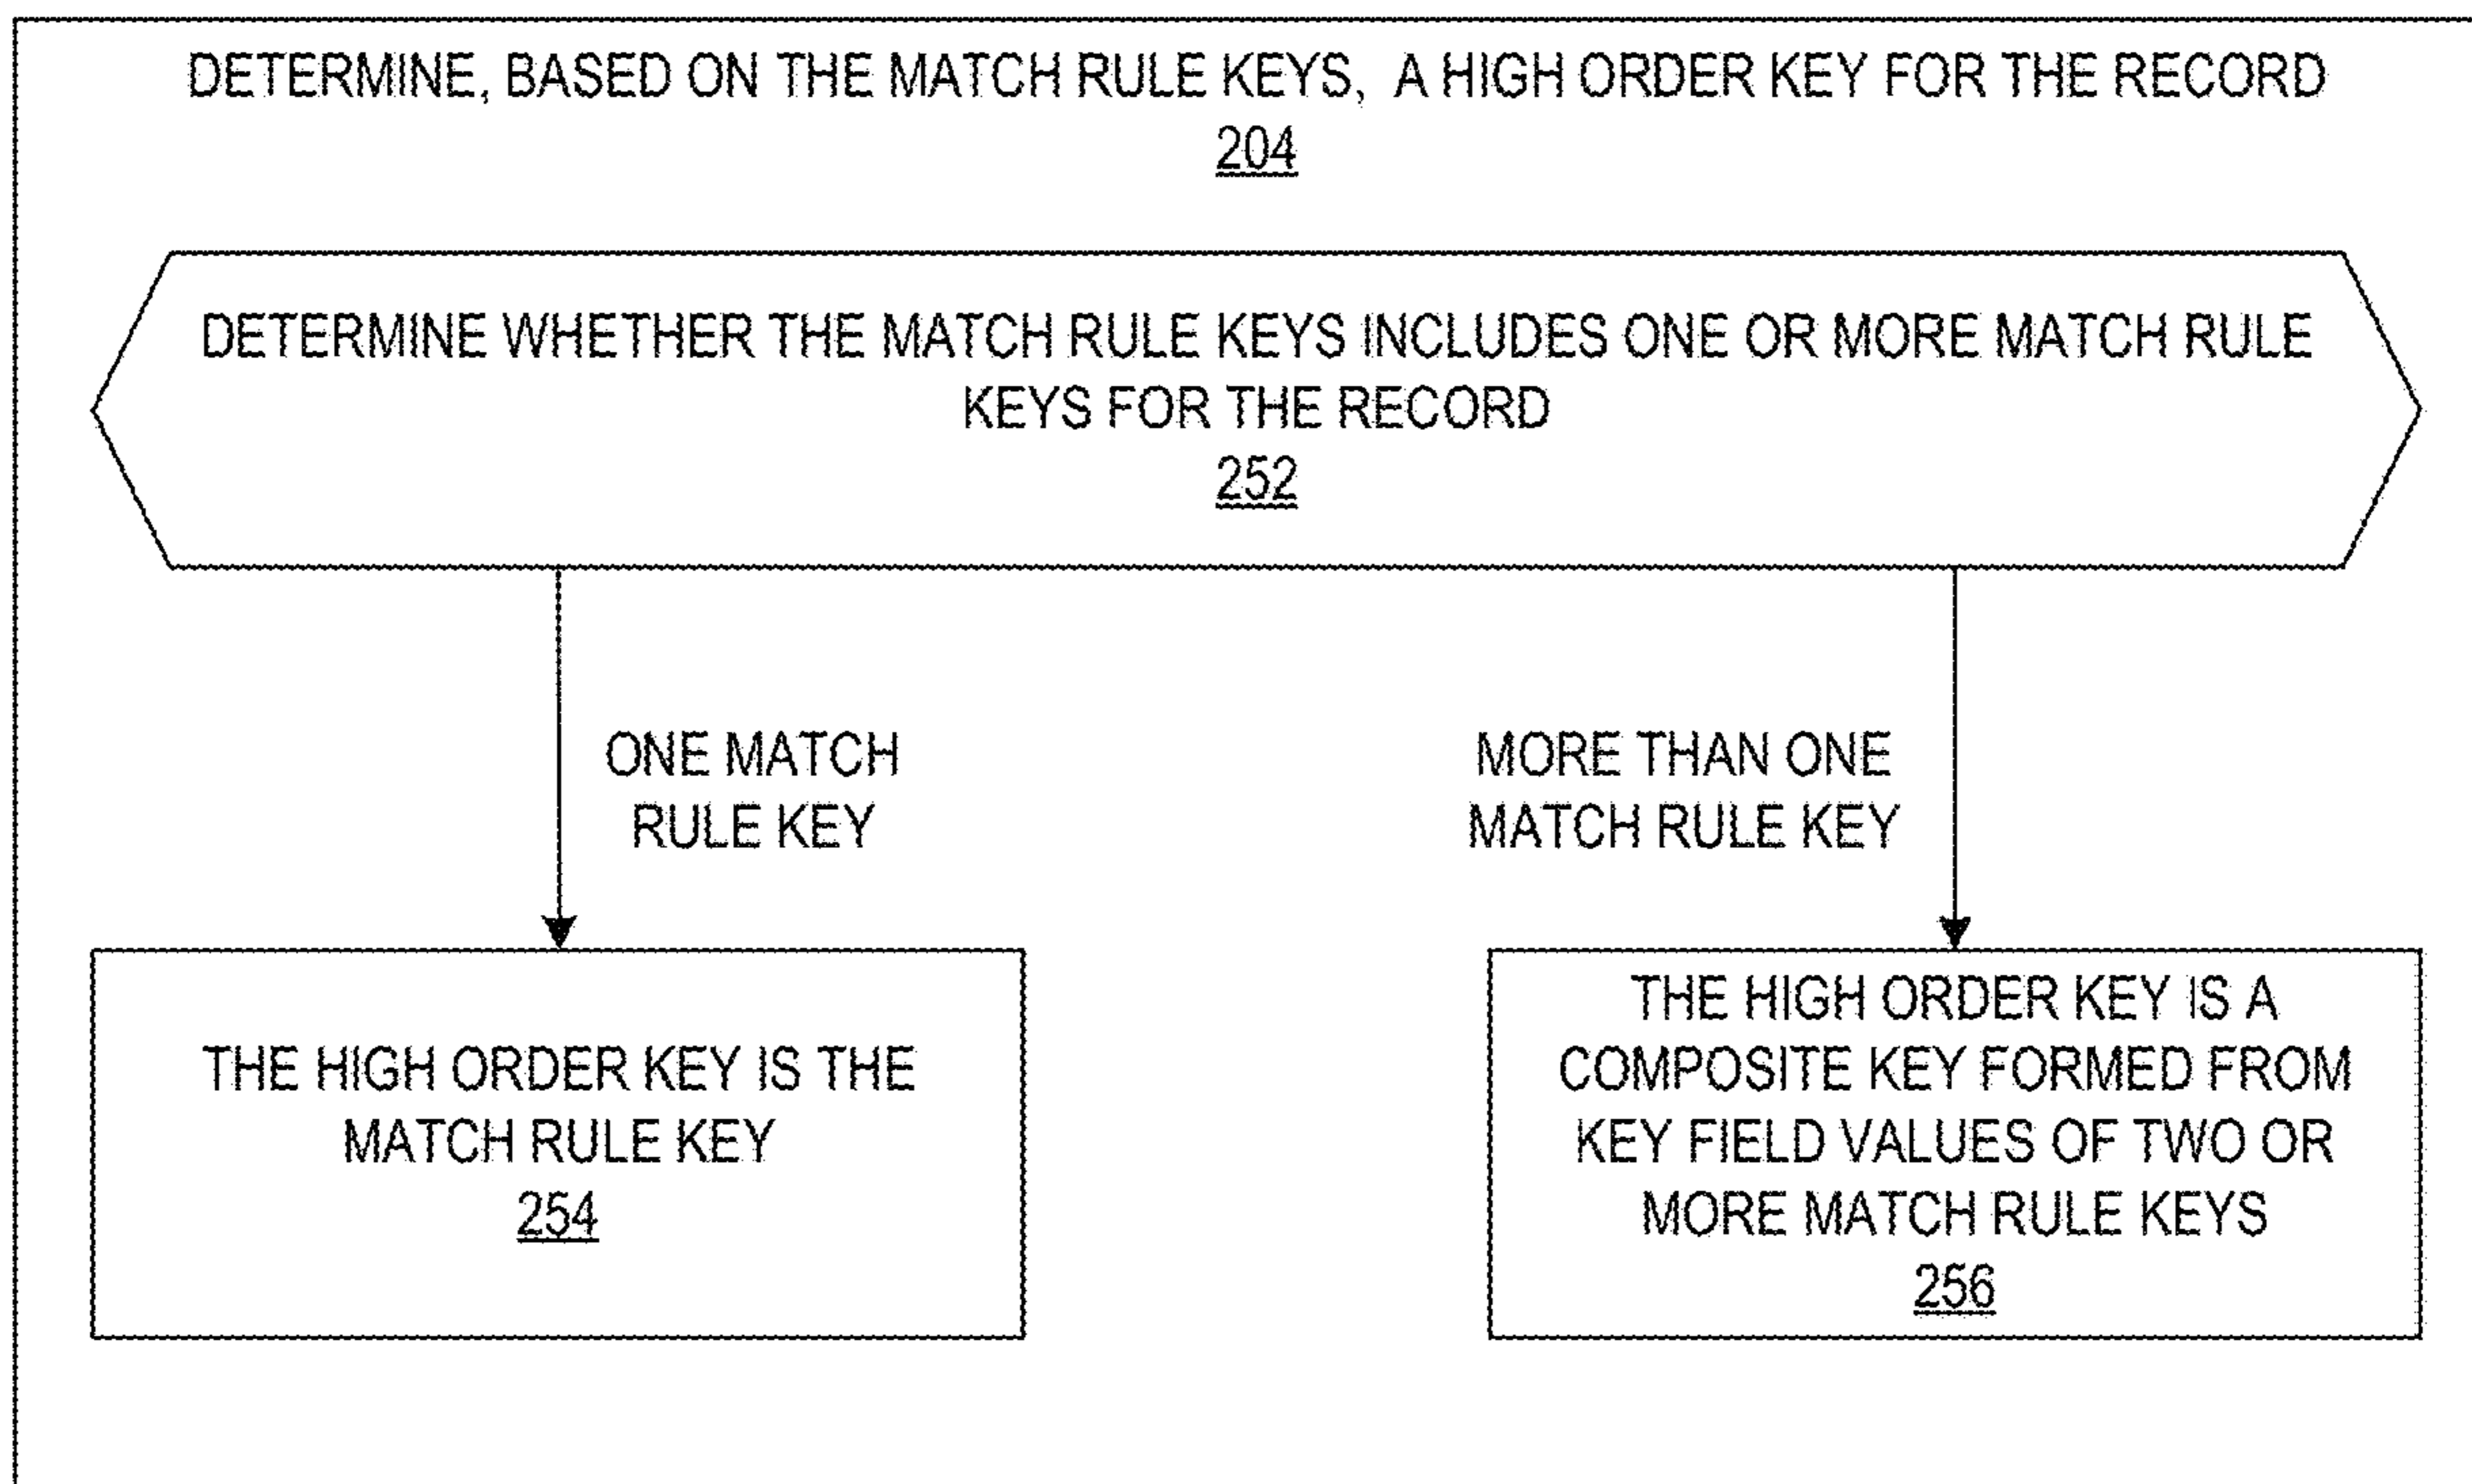 DETERMINE, BASED ON THE MATCH RULE KEYS, A HIGH ORDER KEY FOR THE RECORD
204
DETERMINE WHETHER THE MATCH RULE KEYS INCLUDES ONE OR MORE MATCH RULE
KEYS FOR THE RECORD
252
ONE MATCH
RULE KEY
MORE THAN ONE
MATCH RULE KEY
THE HIGH ORDER KEY IS THE
MATCH RULE KEY
254
THE HIGH ORDER KEY IS A
COMPOSITE KEY FORMED FROM
KEY FIELD VALUES OF TWO OR
MORE MATCH RULE KEYS
256